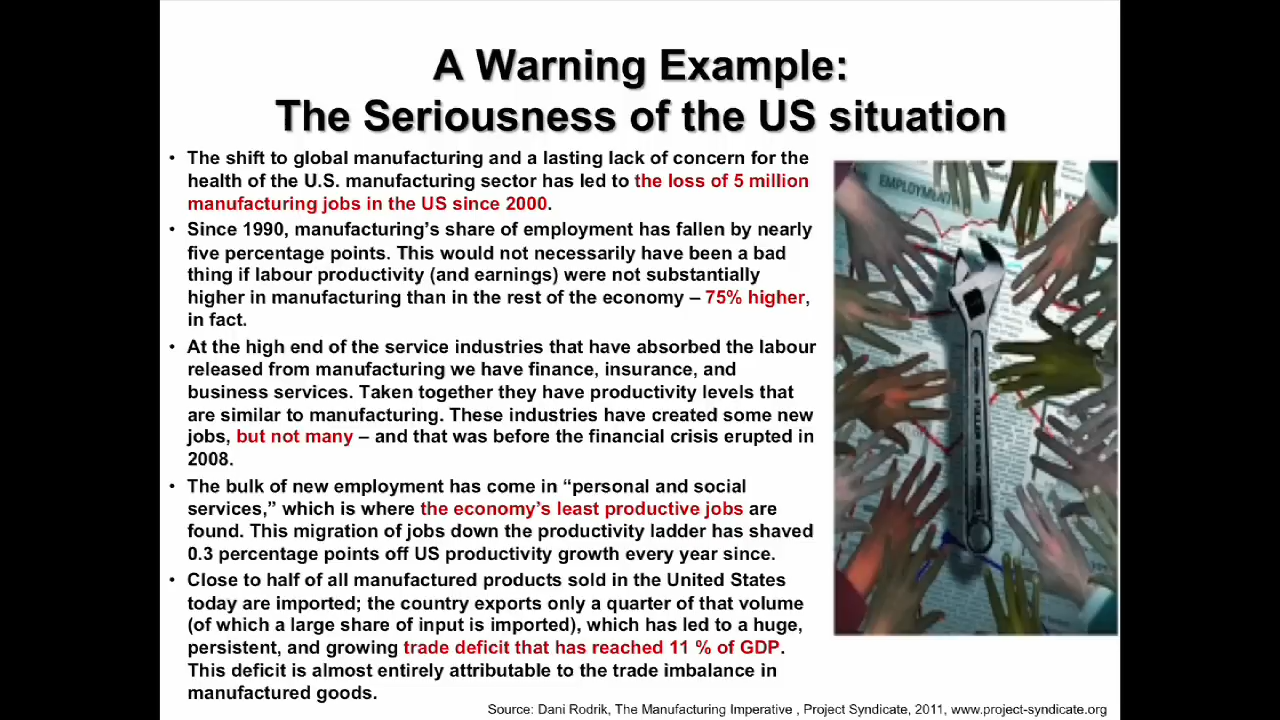 A Warning Example:
The Seriousness of the US situation
• The shift to global manufacturing and a lasting lack of concern for the
health of the U.S. manufacturing sector has led to the loss of 5 million
manufacturing jobs in the US since 2000.
• Since 1990, manufacturing’s share of employment has fallen by nearly
five percentage points. This would not necessarily have been a bad
thing if labour productivity (and earnings) were not substantially
higher in manufacturing than in the rest of the economy – 75% higher,
in fact.
• At the high end of the service industries that have absorbed the labour
released from manufacturing we have finance, insurance, and
business services. Taken together they have productivity levels that
are similar to manufacturing. These industries have created some new
jobs, but not many – and that was before the financial crisis erupted in
2008.
• The bulk of new employment has come in “personal and social
services,” which is where the economy’s least productive jobs are
found. This migration of jobs down the productivity ladder has shaved
0.3 percentage points off US productivity growth every year since.
• Close to half of all manufactured products sold in the United States
today are imported; the country exports only a quarter of that volume
(of which a large share of input is imported), which has led to a huge,
persistent, and growing trade deficit that has reached 11 % of GDP.
This deficit is almost entirely attributable to the trade imbalance in
manufactured goods.
EMPLOYMENT
Source: Dani Rodrik, The Manufacturing Imperative , Project Syndicate, 2011, www.project-syndicate.org